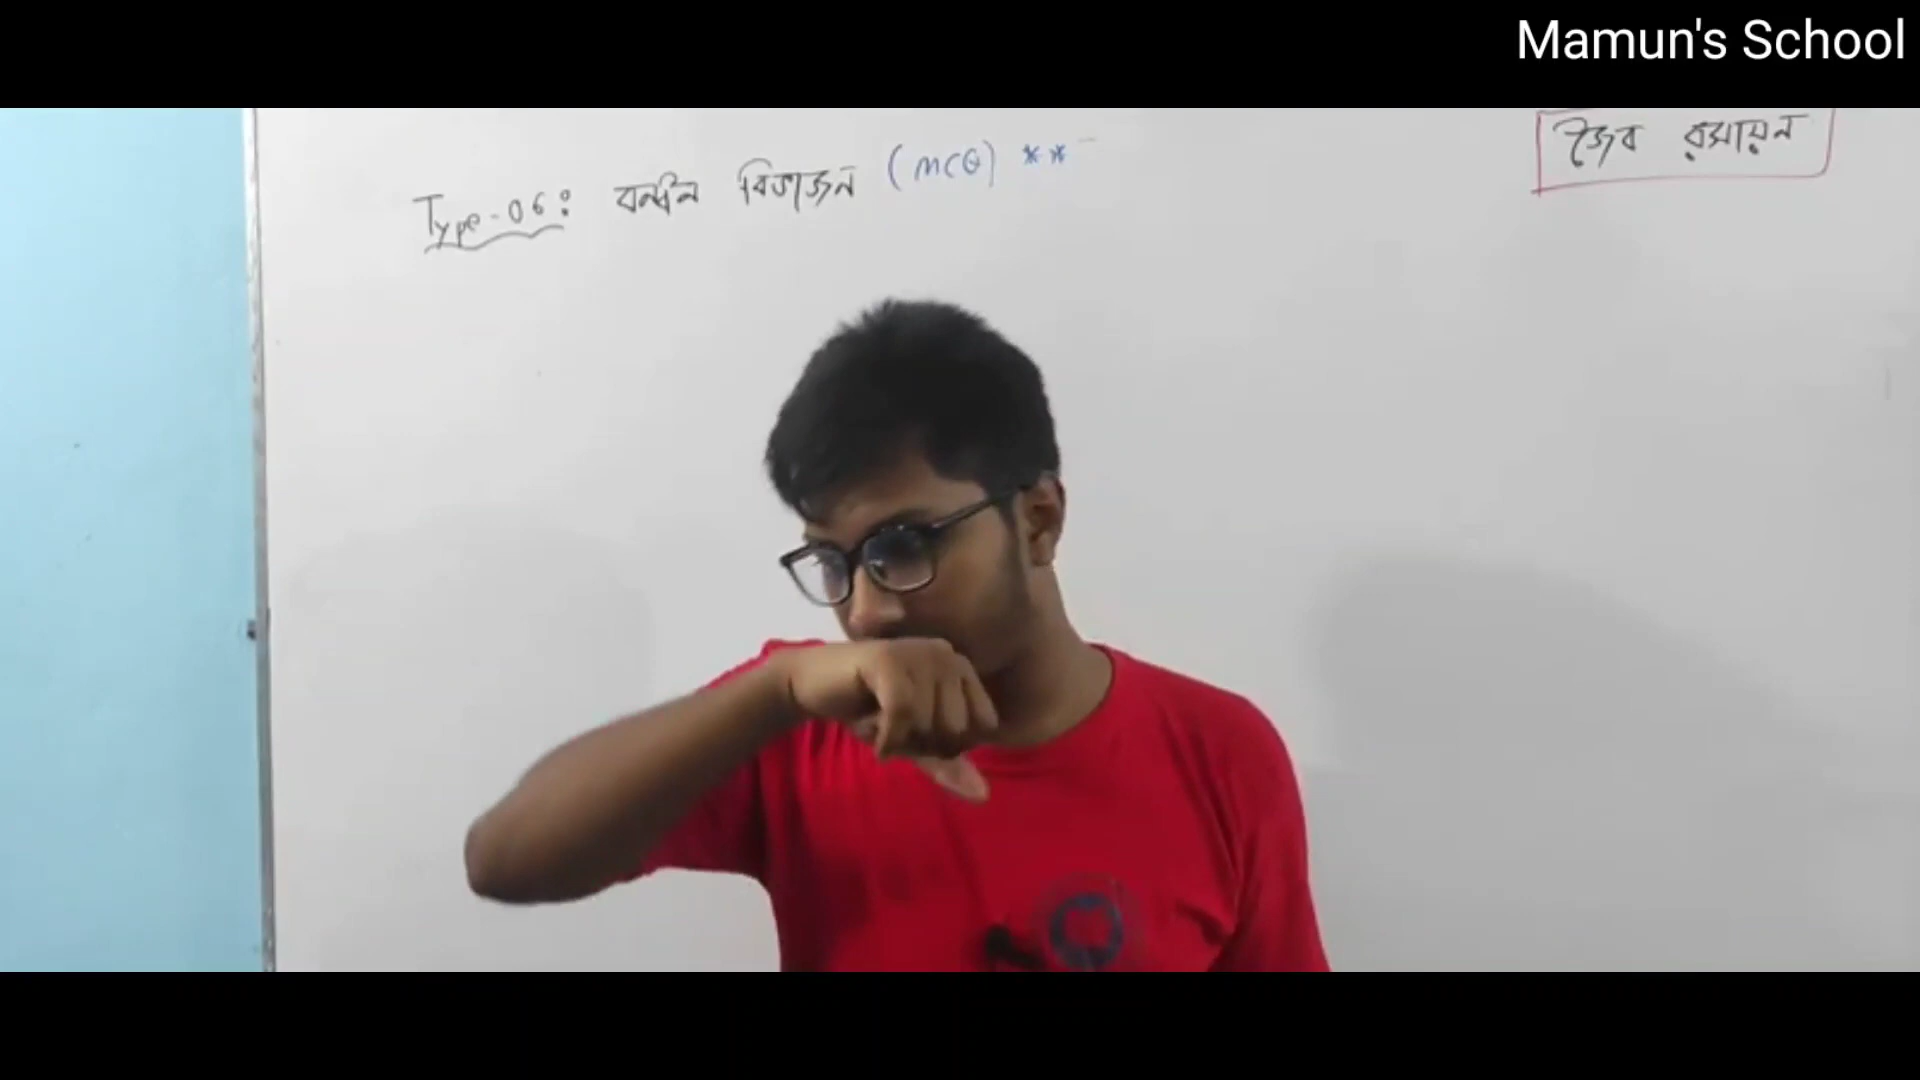 Mamun's School
জৈব রসায়ন
Type-06: বন্ধন বিভাজন (MCQ) **